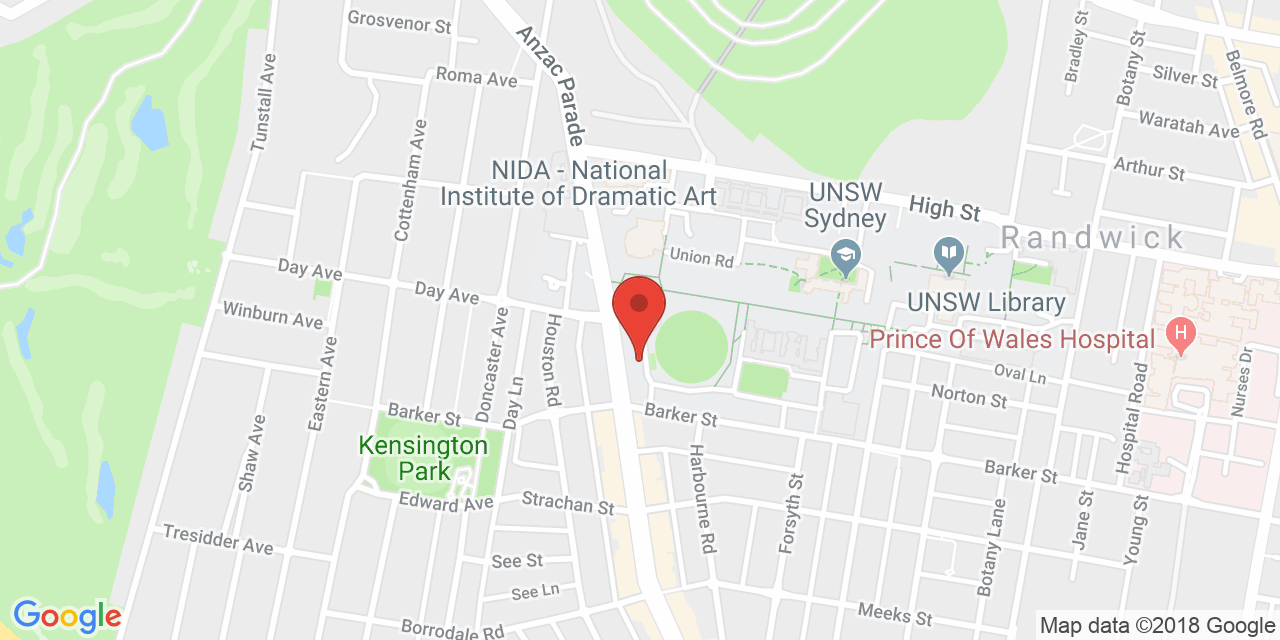 Grosvenor St
Anzac Parade
Roma Ave
Tunstall Ave
Cottenham Ave
Bradley St
Botany St
Silver St
Belmore Rd
Waratah Ave
Arthur St
NIDA - National
Institute of Dramatic Art
UNSW
Sydney
High St
Randwick
Union Rd
Day Ave
Day Ave
Winburn Ave
UNSW Library
Prince Of Wales Hospital
H
Eastern Ave
Doncaster Ave
Day Ln
Houston Rd
Oval Ln
Norton St
Hospital Road
Nurses Dr
Barker St
Barker St
Kensington
Park
Shaw Ave
Harbourne Rd
Barker St
Edward Ave
Strachan St
Forsyth St
Botany Lane
Jane St
Young St
Tresidder Ave
See St
See Ln
Meeks St
Borrodale Rd
Google
Map data ©2018 Google